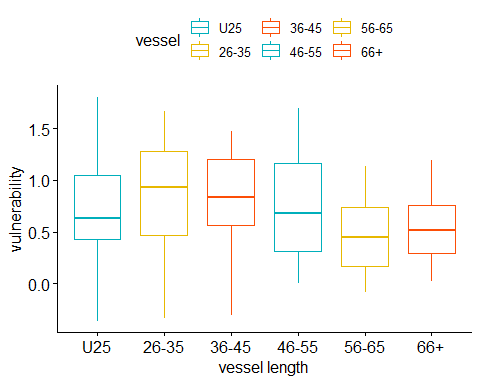 vessel U25 36-45 56-65
26-35 46-55 66+
1.5
1.0
0.5
0.0
vulnerability
U25 26-35 36-45 46-55 56-65 66+
vessel length